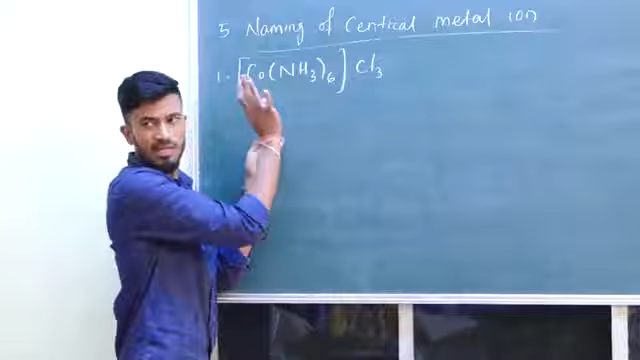 5 Naming of Central metal ion
1. [Co(NH3)6] Cl3